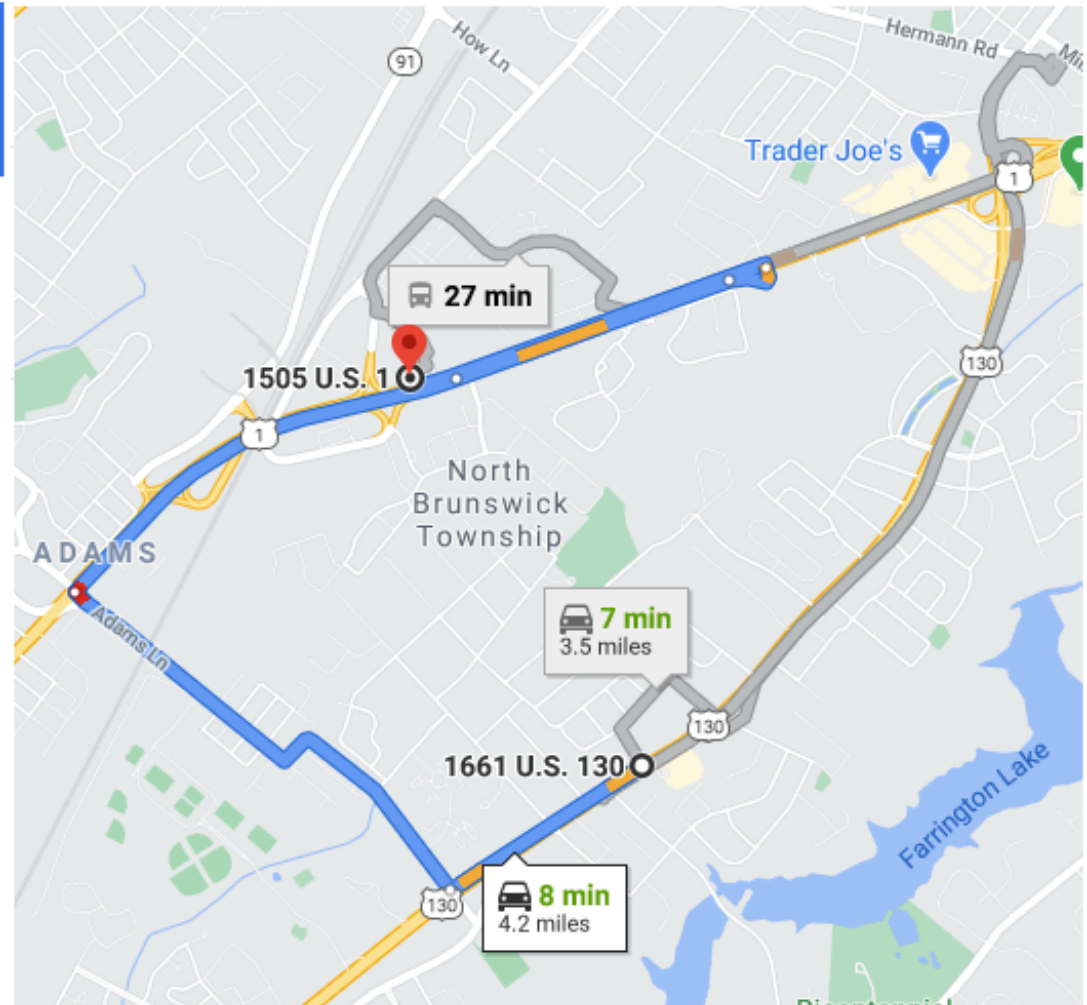 91
How Ln
Hermann Rd
Trader Joe's
1
27 min
130
1505 U.S. 1
1
North
Brunswick
Township
ADAMS
7 min
3.5 miles
Adams Ln
130
1661 U.S. 130
Farrington Lake
130
8 min
4.2 miles